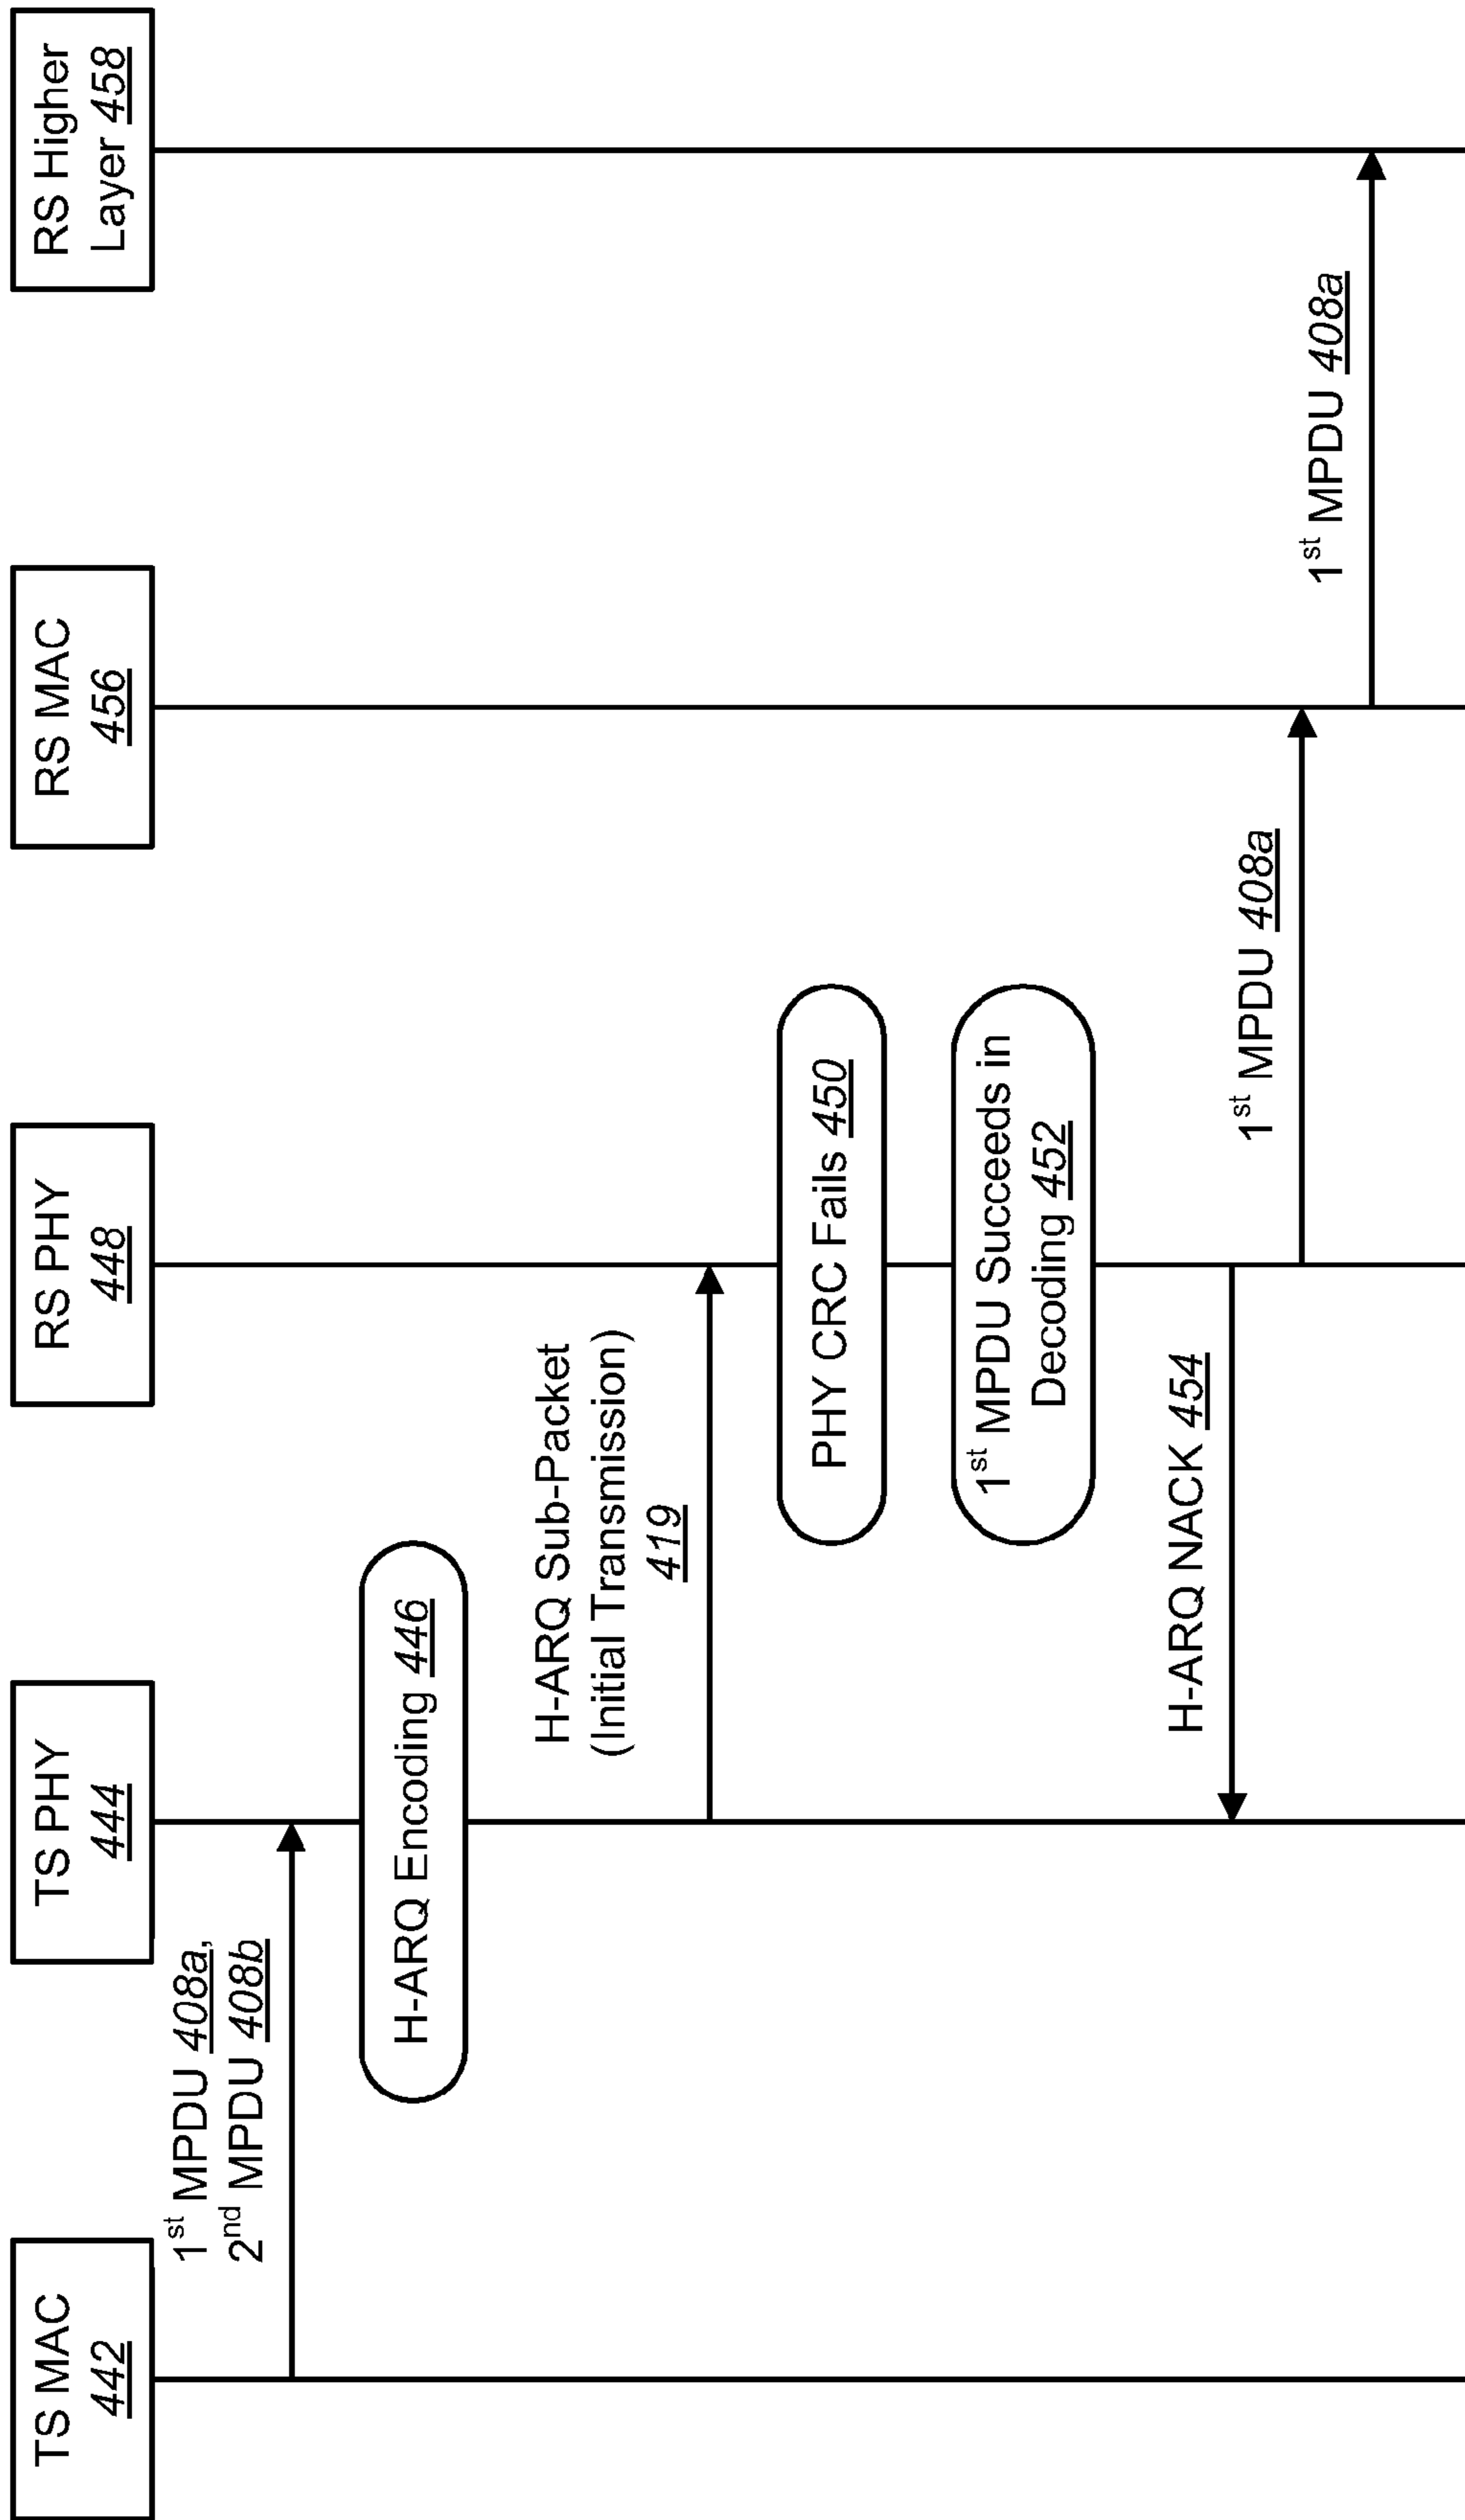 TS MAC
442
TS PHY
444
RS PHY
448
RS MAC
456
RS Higher
Layer 458
1st MPDU 408a,
2nd MPDU 408b
H-ARQ Encoding 446
H-ARQ Sub-Packet
(Initial Transmission)
419
PHY CRC Fails 450
1st MPDU Succeeds in
Decoding 452
H-ARQ NACK 454
1st MPDU 408a
1st MPDU 408a